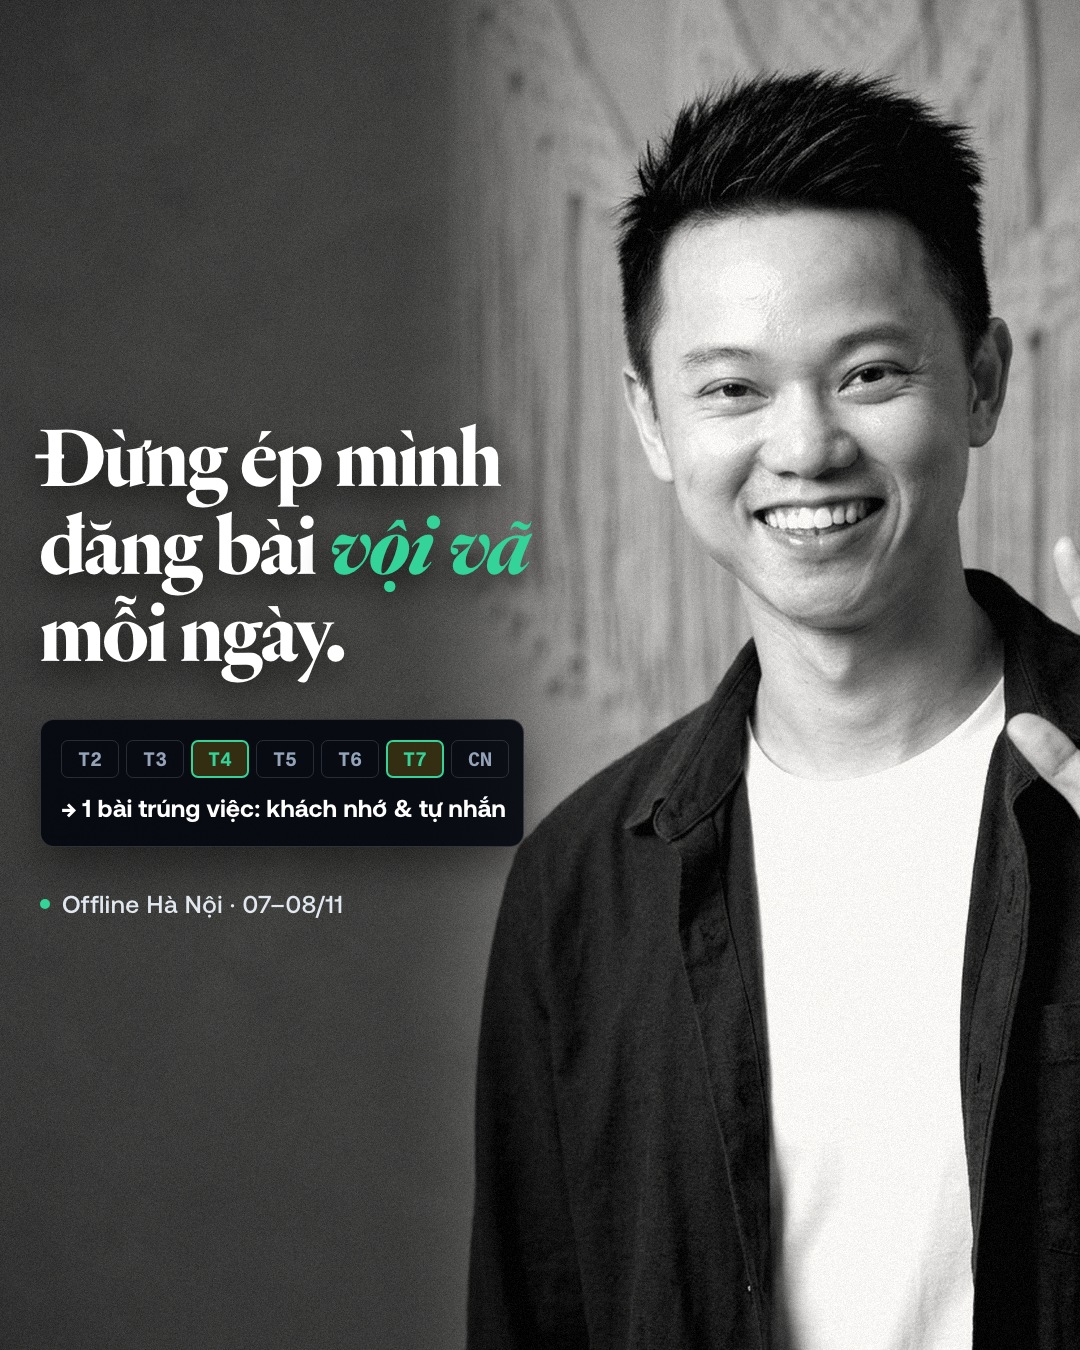 Đừng ép mình
đăng bài vội vã
mỗi ngày.
T2 T3 T4 T5 T6 T7 CN
→ 1 bài trúng việc: khách nhớ & tự nhắn
Offline Hà Nội · 07–08/11